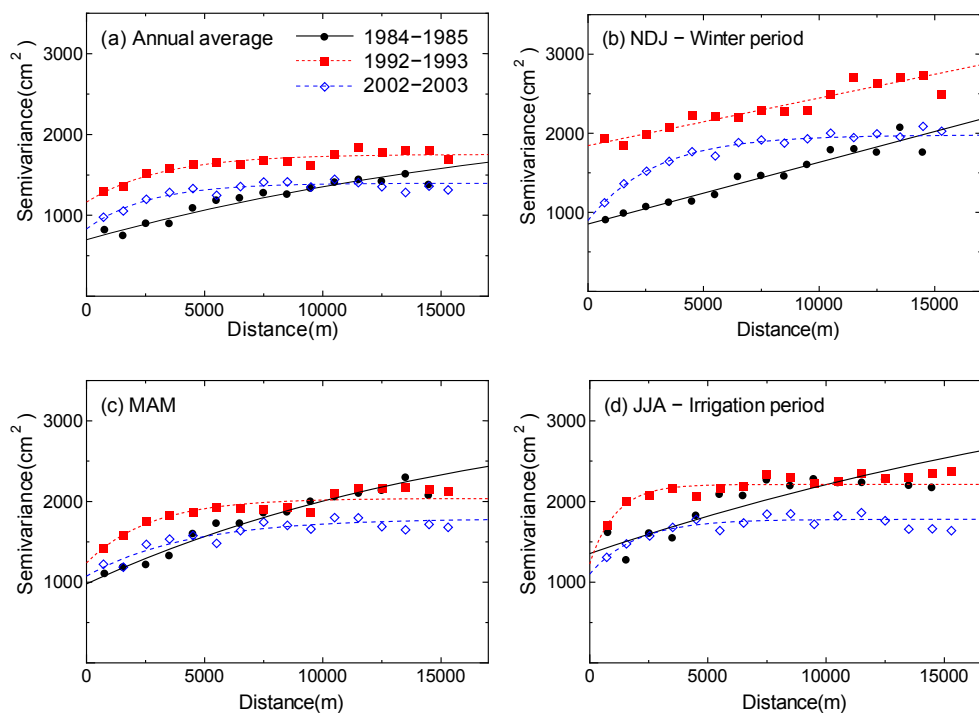 (a) Annual average
1984−1985
1992−1993
2002−2003
Semivariance(cm²)
3000
2000
1000
0
5000
10000
15000
Distance(m)
(b) NDJ − Winter period
Semivariance(cm²)
3000
2000
1000
0
5000
10000
15000
Distance(m)
(c) MAM
Semivariance(cm²)
3000
2000
1000
0
5000
10000
15000
Distance(m)
(d) JJA − Irrigation period
Semivariance(cm²)
3000
2000
1000
0
5000
10000
15000
Distance(m)